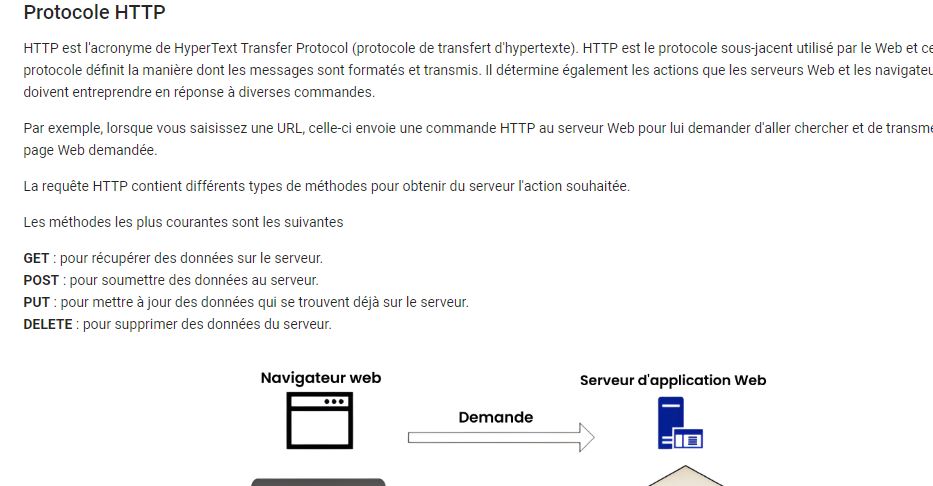 Protocole HTTP
HTTP est l'acronyme de HyperText Transfer Protocol (protocole de transfert d'hypertexte). HTTP est le protocole sous-jacent utilisé par le Web et ce
protocole définit la manière dont les messages sont formatés et transmis. Il détermine également les actions que les serveurs Web et les navigateu
doivent entreprendre en réponse à diverses commandes.
Par exemple, lorsque vous saisissez une URL, celle-ci envoie une commande HTTP au serveur Web pour lui demander d'aller chercher et de transme
page Web demandée.
La requête HTTP contient différents types de méthodes pour obtenir du serveur l'action souhaitée.
Les méthodes les plus courantes sont les suivantes
GET : pour récupérer des données sur le serveur.
POST : pour soumettre des données au serveur.
PUT : pour mettre à jour des données qui se trouvent déjà sur le serveur.
DELETE : pour supprimer des données du serveur.
Navigateur web
Serveur d'application Web
Demande